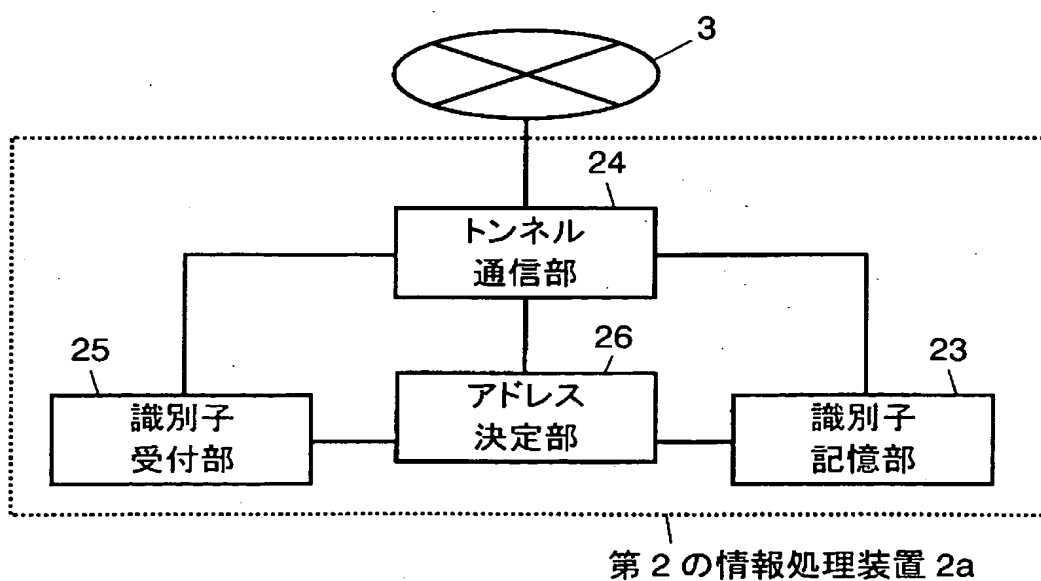 3
24
トンネル
通信部
25
26
23
識別子
受付部
アドレス
決定部
識別子
記憶部
第2の情報処理装置2a